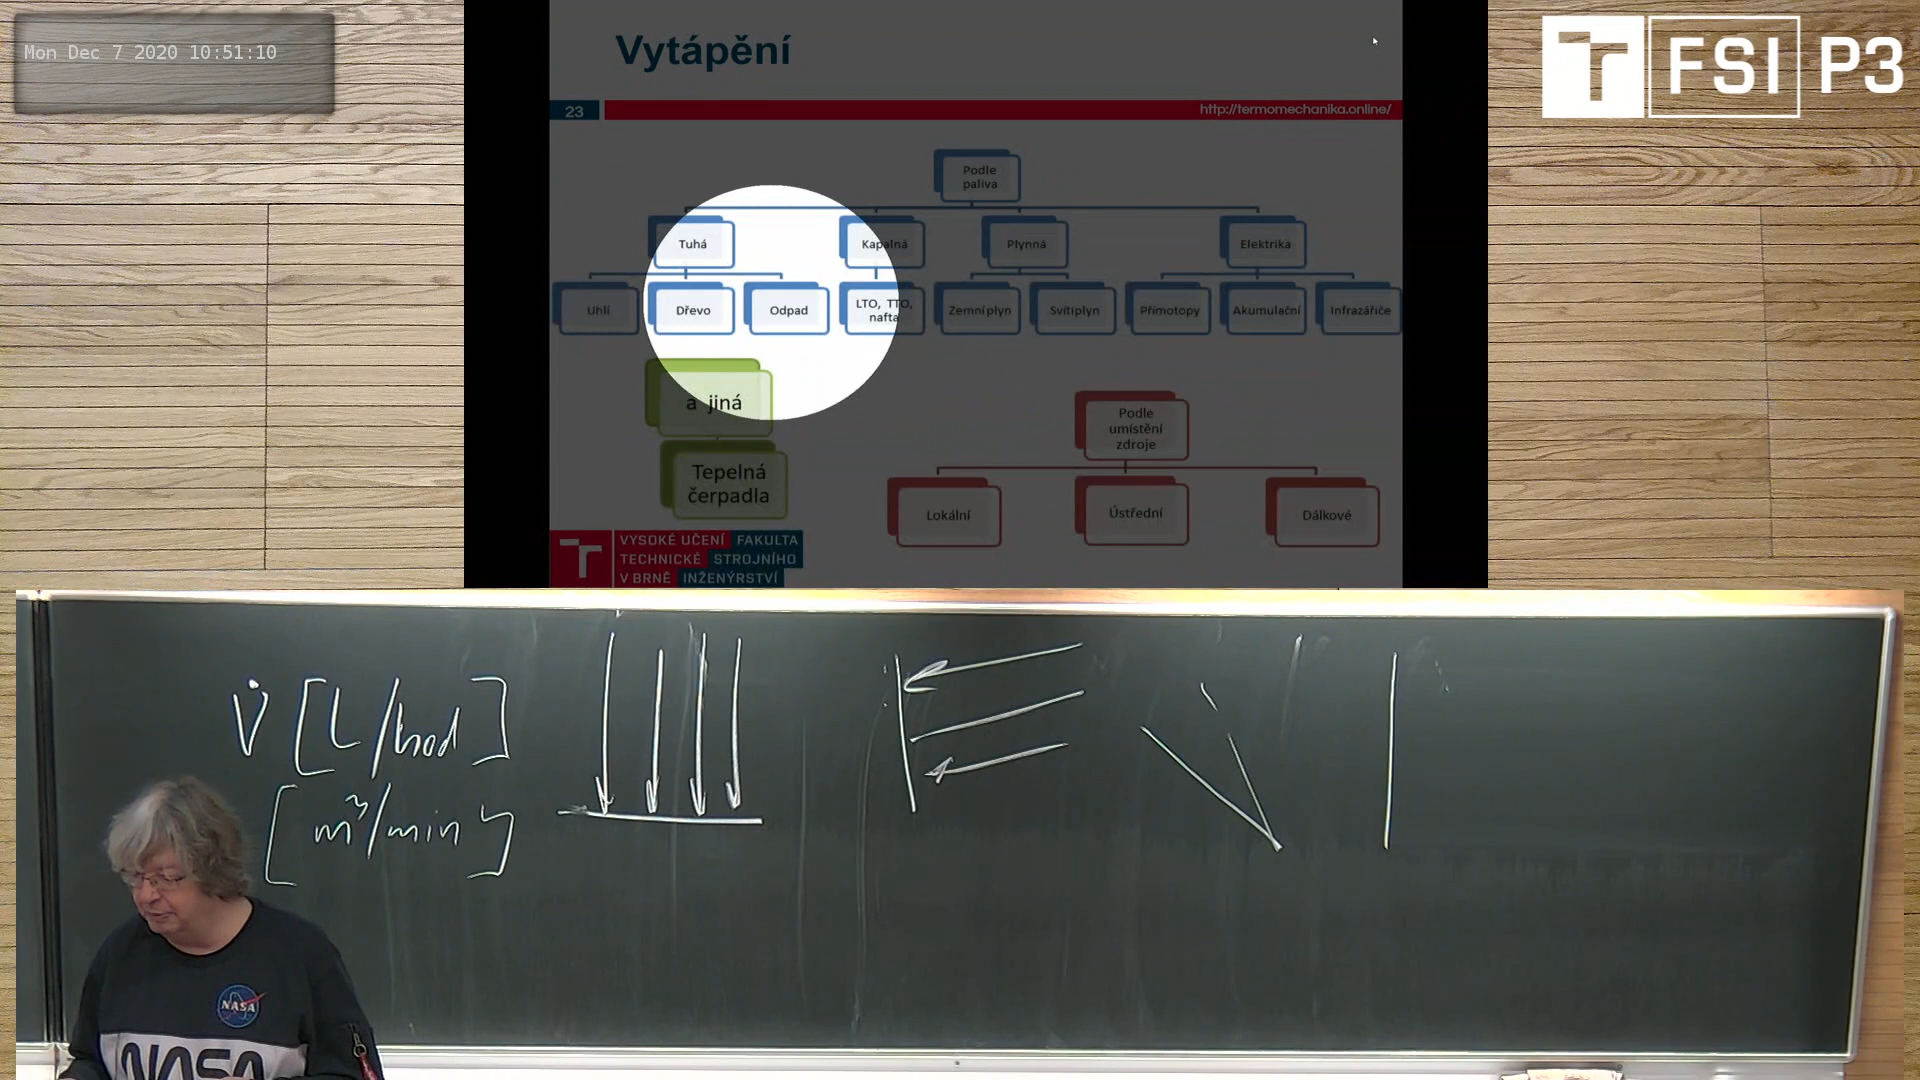 Mon Dec 7 2020 10:51:10
Vytápění
23
http://termomechanika.online/
FSI P3
Podle
paliva
Tuhá
Kapalná
Plynná
Elektrika
Uhlí
Dřevo
Odpad
LTO, TTO,
nafta
Zemní plyn
Svítiplyn
Přímotopy
Akumulační
Infrazářiče
a jiná
Tepelná
čerpadla
Podle
umístění
zdroje
Lokální
Ústřední
Dálkové
VYSOKÉ UČENÍ FAKULTA
TECHNICKÉ STROJNÍHO
V BRNĚ INŽENÝRSTVÍ
V̇ [L/hod]
[m³/min]
NASA
NASA